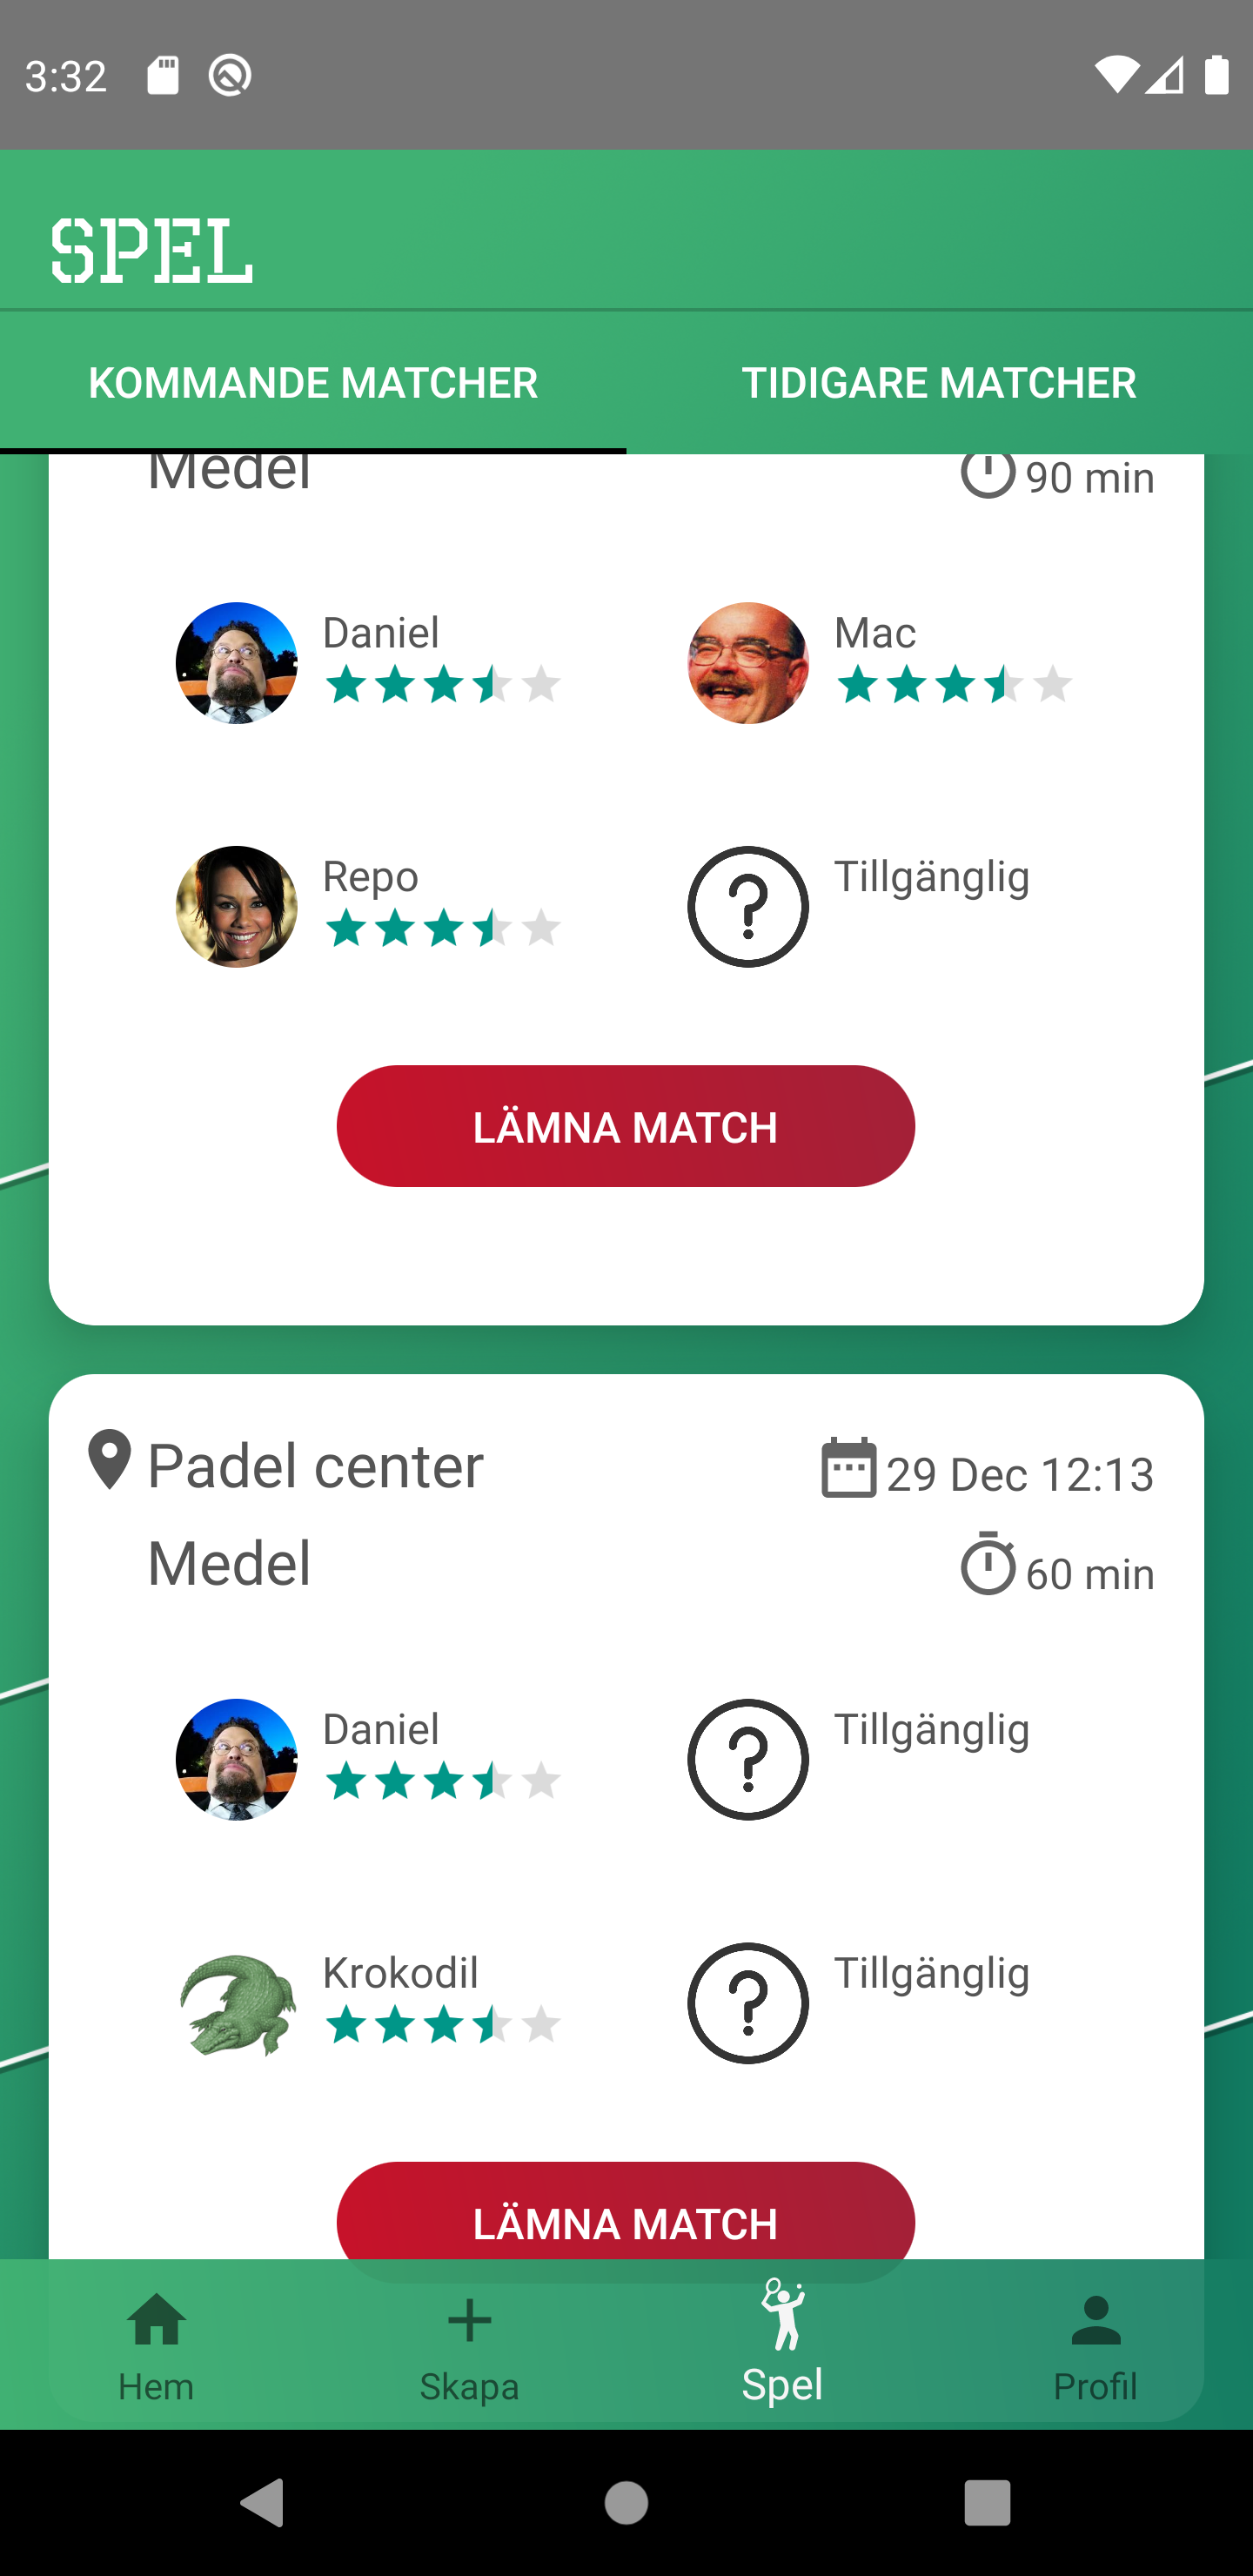 3:32
SPEL
KOMMANDE MATCHER TIDIGARE MATCHER
Medel 90 min
Daniel Mac
Repo Tillgänglig
LÄMNA MATCH
Padel center 29 Dec 12:13
Medel 60 min
Daniel Tillgänglig
Krokodil Tillgänglig
LÄMNA MATCH
Hem Skapa Spel Profil